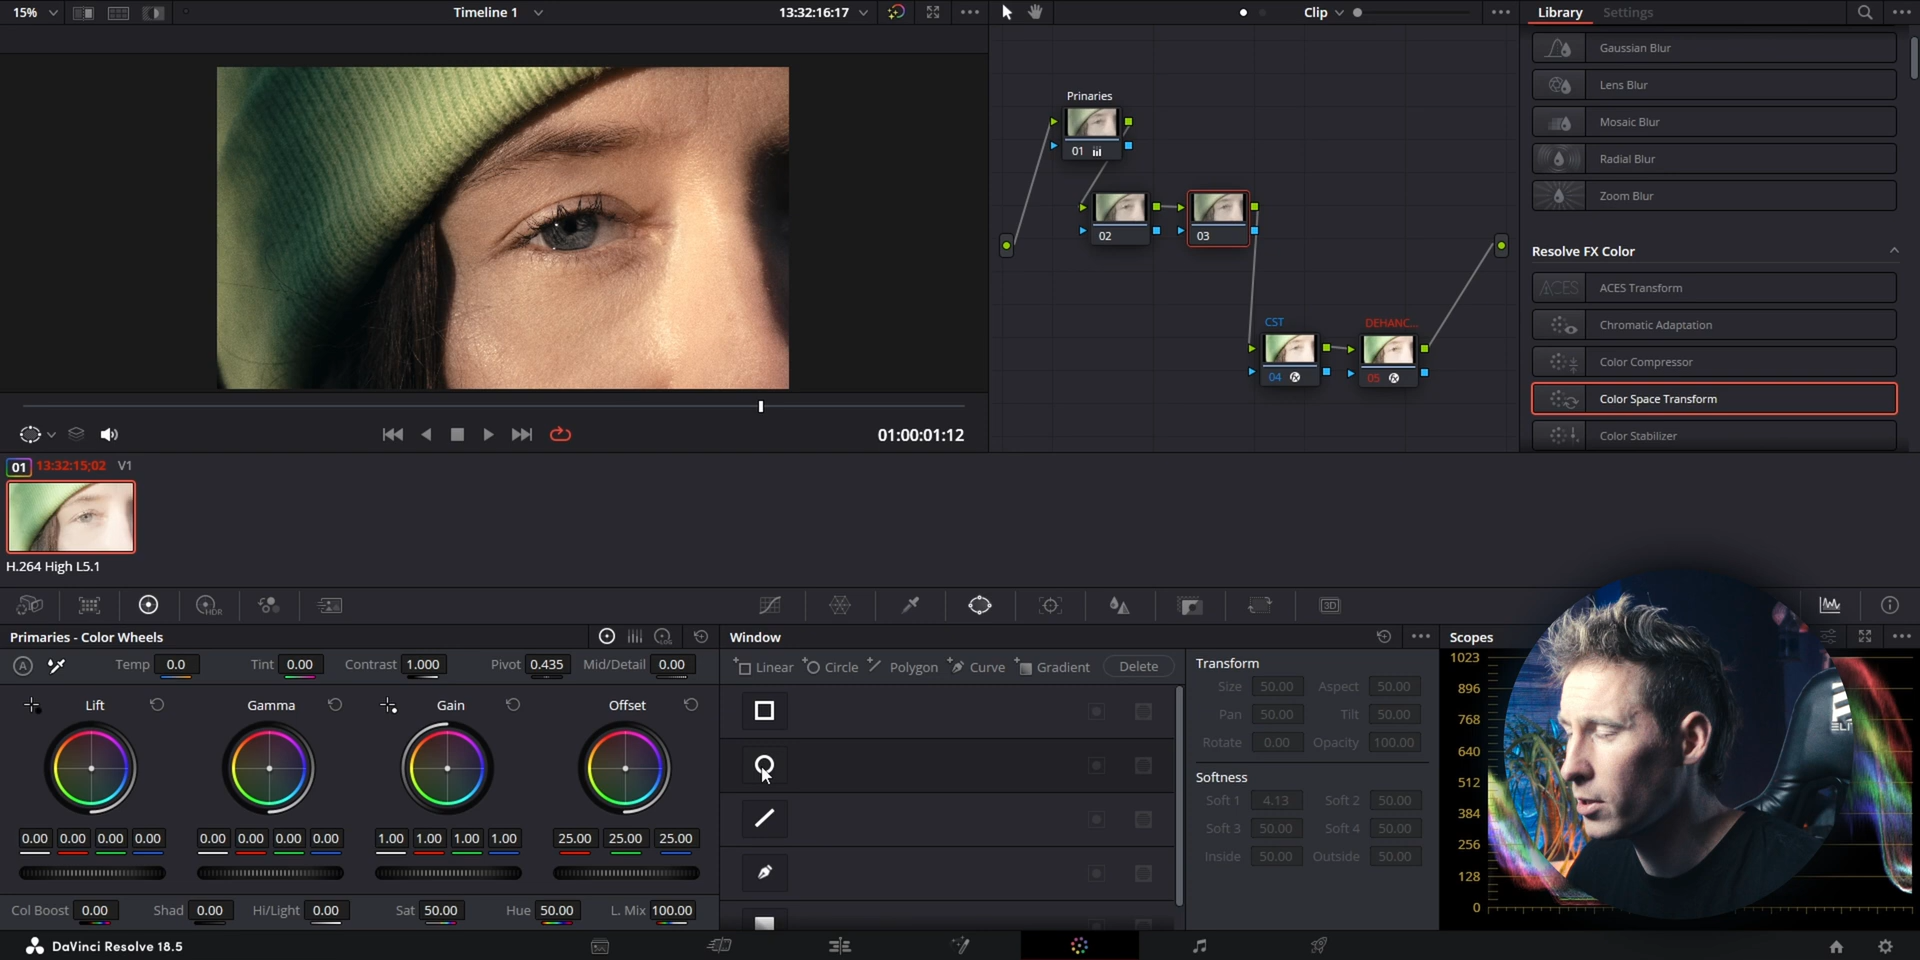 15%
Timeline 1
13:32:16:17
Clip
Library
Settings
Gaussian Blur
Lens Blur
Mosaic Blur
Radial Blur
Zoom Blur
Resolve FX Color
ACES
ACES Transform
Chromatic Adaptation
Color Compressor
Color Space Transform
Color Stabilizer
Prinaries
01
02
03
CST
04
DEHANC...
05
01:00:01:12
01
13:32:15;02
V1
H.264 High L5.1
HDR
3D
Primaries - Color Wheels
LOG
A
Temp 0.0
Tint 0.00
Contrast 1.000
Pivot 0.435
Mid/Detail 0.00
Lift
Gamma
Gain
Offset
0.00 0.00 0.00 0.00
0.00 0.00 0.00 0.00
1.00 1.00 1.00 1.00
25.00 25.00 25.00
Col Boost 0.00
Shad 0.00
Hi/Light 0.00
Sat 50.00
Hue 50.00
L. Mix 100.00
Window
Linear
Circle
Polygon
Curve
Gradient
Delete
Transform
Size 50.00
Aspect 50.00
Pan 50.00
Tilt 50.00
Rotate 0.00
Opacity 100.00
Softness
Soft 1 4.13
Soft 2 50.00
Soft 3 50.00
Soft 4 50.00
Inside 50.00
Outside 50.00
Scopes
1023
896
768
640
512
384
256
128
0
ELI
DaVinci Resolve 18.5